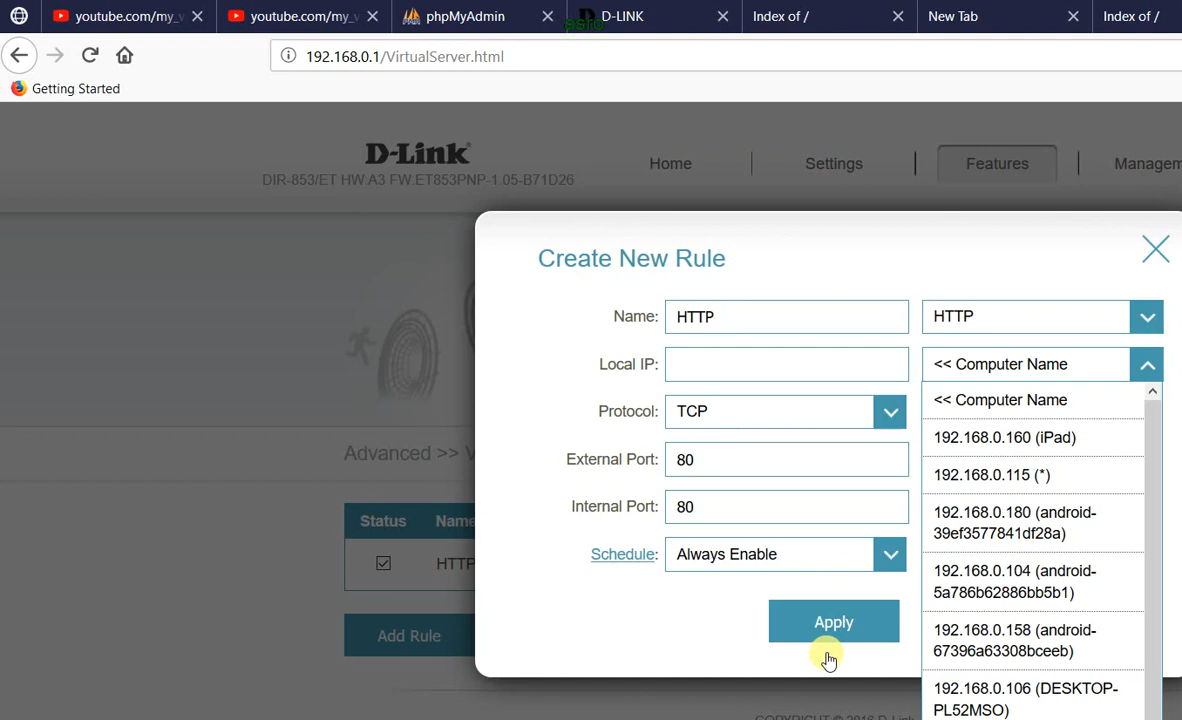 youtube.com/my_v
youtube.com/my_v
phpMyAdmin
D-LINK
Index of /
New Tab
Index of /
192.168.0.1/VirtualServer.html
Getting Started
D-Link
DIR-853/ET HW:A3 FW:ET853PNP-1.05-B71D26
Home
Settings
Features
Managem
Create New Rule
Name: HTTP HTTP
Local IP: << Computer Name
<< Computer Name
Protocol: TCP
192.168.0.160 (iPad)
External Port: 80
192.168.0.115 (*)
Internal Port: 80
192.168.0.180 (android-
39ef3577841df28a)
Schedule: Always Enable
192.168.0.104 (android-
5a786b62886bb5b1)
Apply
192.168.0.158 (android-
67396a63308bceeb)
192.168.0.106 (DESKTOP-
PL52MSO)
Advanced >> V
Status Name
HTTP
Add Rule
COPYRIGHT © 2016 D-Link